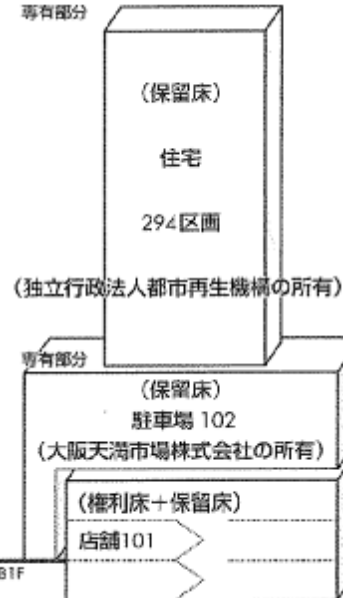 専有部分
(保留床)
住宅
294区画
(独立行政法人都市再生機構の所有)
専有部分
(保留床)
駐車場 102
(大阪天満市場株式会社の所有)
(権利床+保留床)
店舗101
B1F